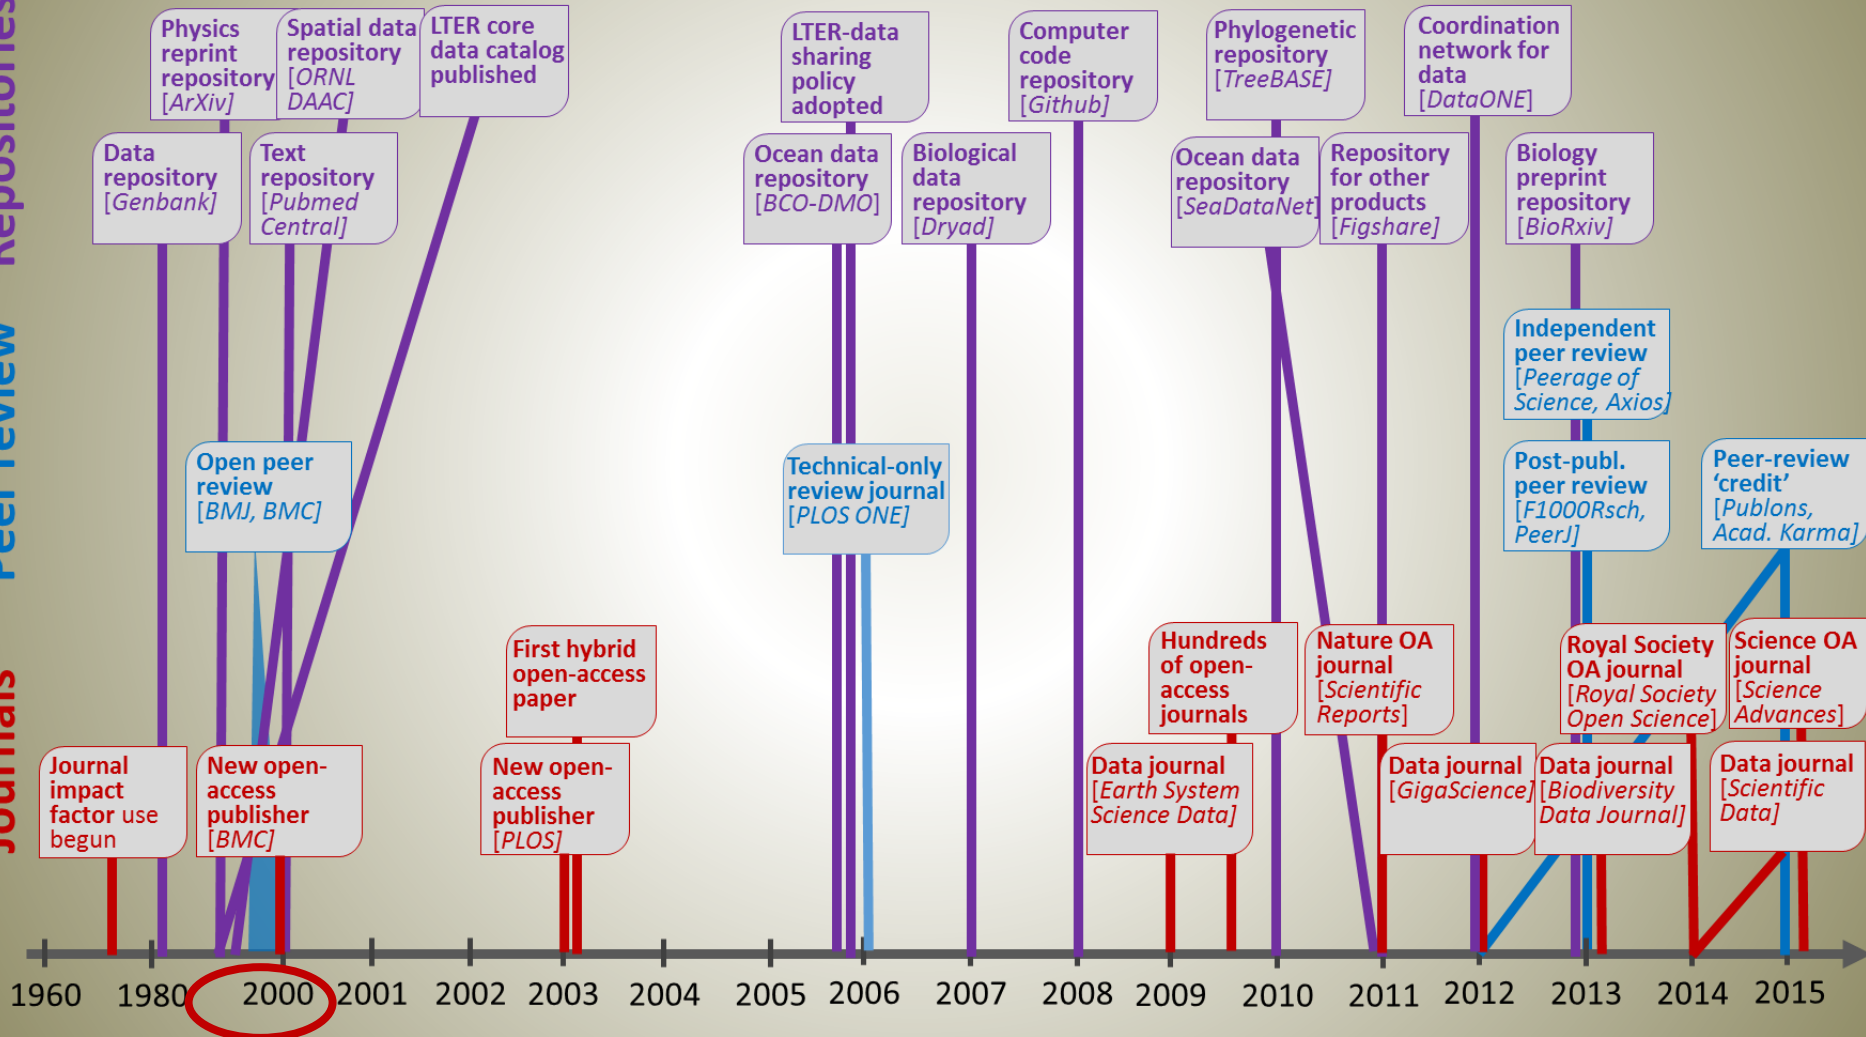 Repositories
Physics
reprint
repository
[ArXiv]
Spatial data
repository
[ORNL
DAAC]
LTER core
data catalog
published
LTER-data
sharing
policy
adopted
Computer
code
repository
[Github]
Phylogenetic
repository
[TreeBASE]
Coordination
network for
data
[DataONE]
Data
repository
[Genbank]
Text
repository
[Pubmed
Central]
Ocean data
repository
[BCO-DMO]
Biological
data
repository
[Dryad]
Ocean data
repository
[SeaDataNet]
Repository
for other
products
[Figshare]
Biology
preprint
repository
[BioRxiv]
Peer review
Independent
peer review
[Peerage of
Science, Axios]
Open peer
review
[BMJ, BMC]
Technical-only
review journal
[PLOS ONE]
Post-publ.
peer review
[F1000Rsch,
PeerJ]
Peer-review
‘credit’
[Publons,
Acad. Karma]
Journals
First hybrid
open-access
paper
Hundreds
of open-
access
journals
Nature OA
journal
[Scientific
Reports]
Royal Society
OA journal
[Royal Society
Open Science]
Science OA
journal
[Science
Advances]
Journal
impact
factor use
begun
New open-
access
publisher
[BMC]
New open-
access
publisher
[PLOS]
Data journal
[Earth System
Science Data]
Data journal
[GigaScience]
Data journal
[Biodiversity
Data Journal]
Data journal
[Scientific
Data]
1960 1980 2000 2001 2002 2003 2004 2005 2006 2007 2008 2009 2010 2011 2012 2013 2014 2015